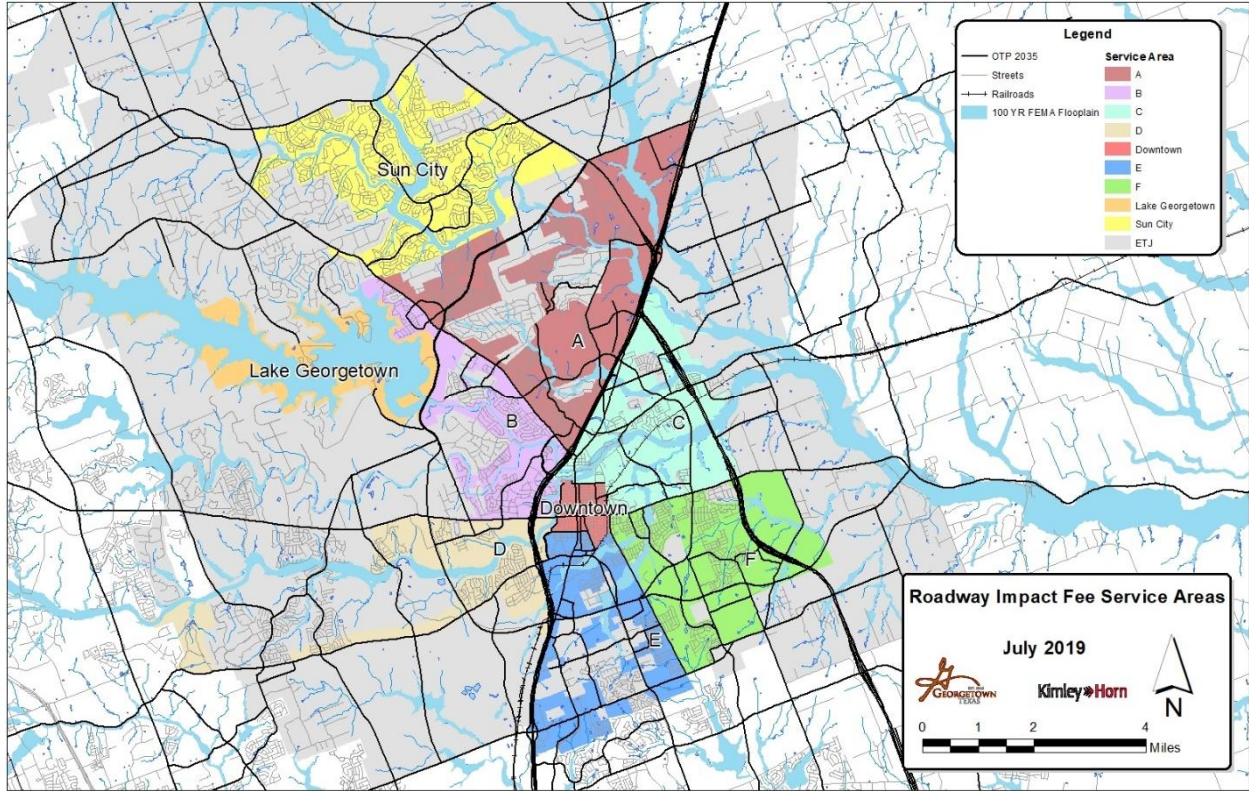 Legend
OTP 2035
Streets
Railroads
100 YR FEMA Flooplain
Service Area
A
B
C
D
Downtown
E
F
Lake Georgetown
Sun City
ETJ
Sun City
Lake Georgetown
A
B
C
Downtown
D
F
E
Roadway Impact Fee Service Areas
July 2019
GEORGETOWN
TEXAS
Kimley»Horn
N
0 2 4
Miles